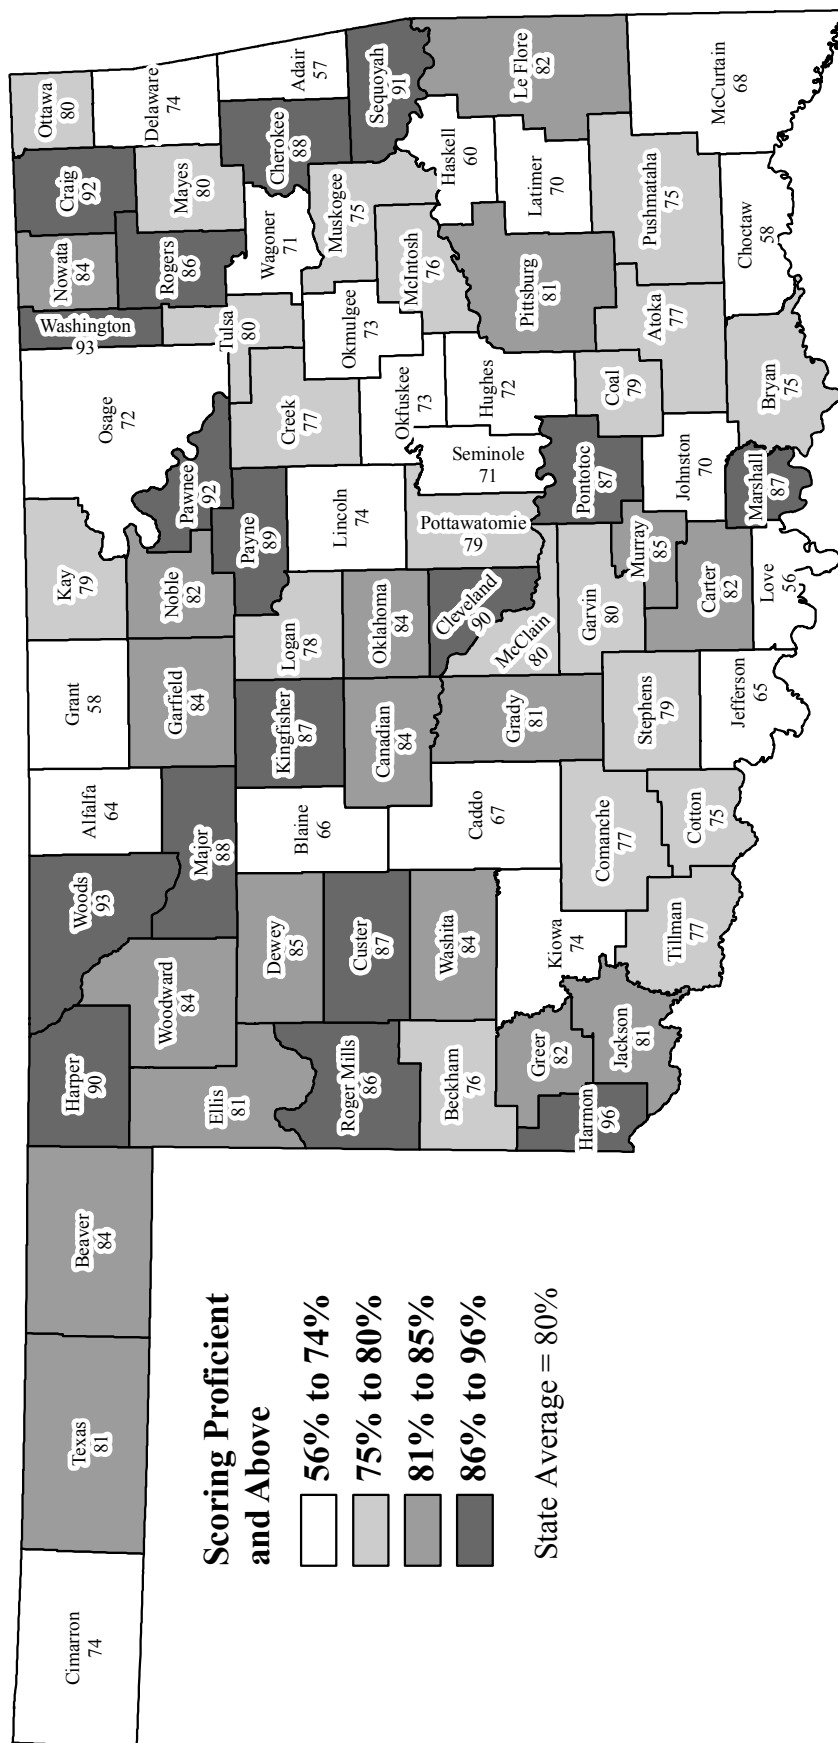 Cimarron
74
Texas
81
Beaver
84
Harper
90
Woods
93
Alfalfa
64
Grant
58
Kay
79
Osage
72
Washington
93
Nowata
84
Craig
92
Ottawa
80
Ellis
81
Woodward
84
Major
88
Garfield
84
Noble
82
Pawnee
92
Rogers
86
Mayes
80
Delaware
74
Roger Mills
86
Dewey
85
Blaine
66
Kingfisher
87
Logan
78
Payne
89
Creek
77
Tulsa
80
Wagoner
71
Cherokee
88
Adair
57
Custer
87
Canadian
84
Oklahoma
84
Lincoln
74
Okfuskee
73
Okmulgee
73
Muskogee
75
Sequoyah
91
Beckham
76
Washita
84
Caddo
67
Grady
81
Cleveland
90
McClain
80
Pottawatomie
79
Seminole
71
Hughes
72
McIntosh
76
Haskell
60
Le Flore
82
Harmon
96
Greer
82
Kiowa
74
Comanche
77
Stephens
79
Garvin
80
Pontotoc
87
Coal
79
Pittsburg
81
Latimer
70
Jackson
81
Tillman
77
Cotton
75
Jefferson
65
Carter
82
Murray
85
Johnston
70
Atoka
77
Pushmataha
75
McCurtain
68
Love
56
Marshall
87
Bryan
75
Choctaw
58
Scoring Proficient
and Above
56% to 74%
75% to 80%
81% to 85%
86% to 96%
State Average = 80%